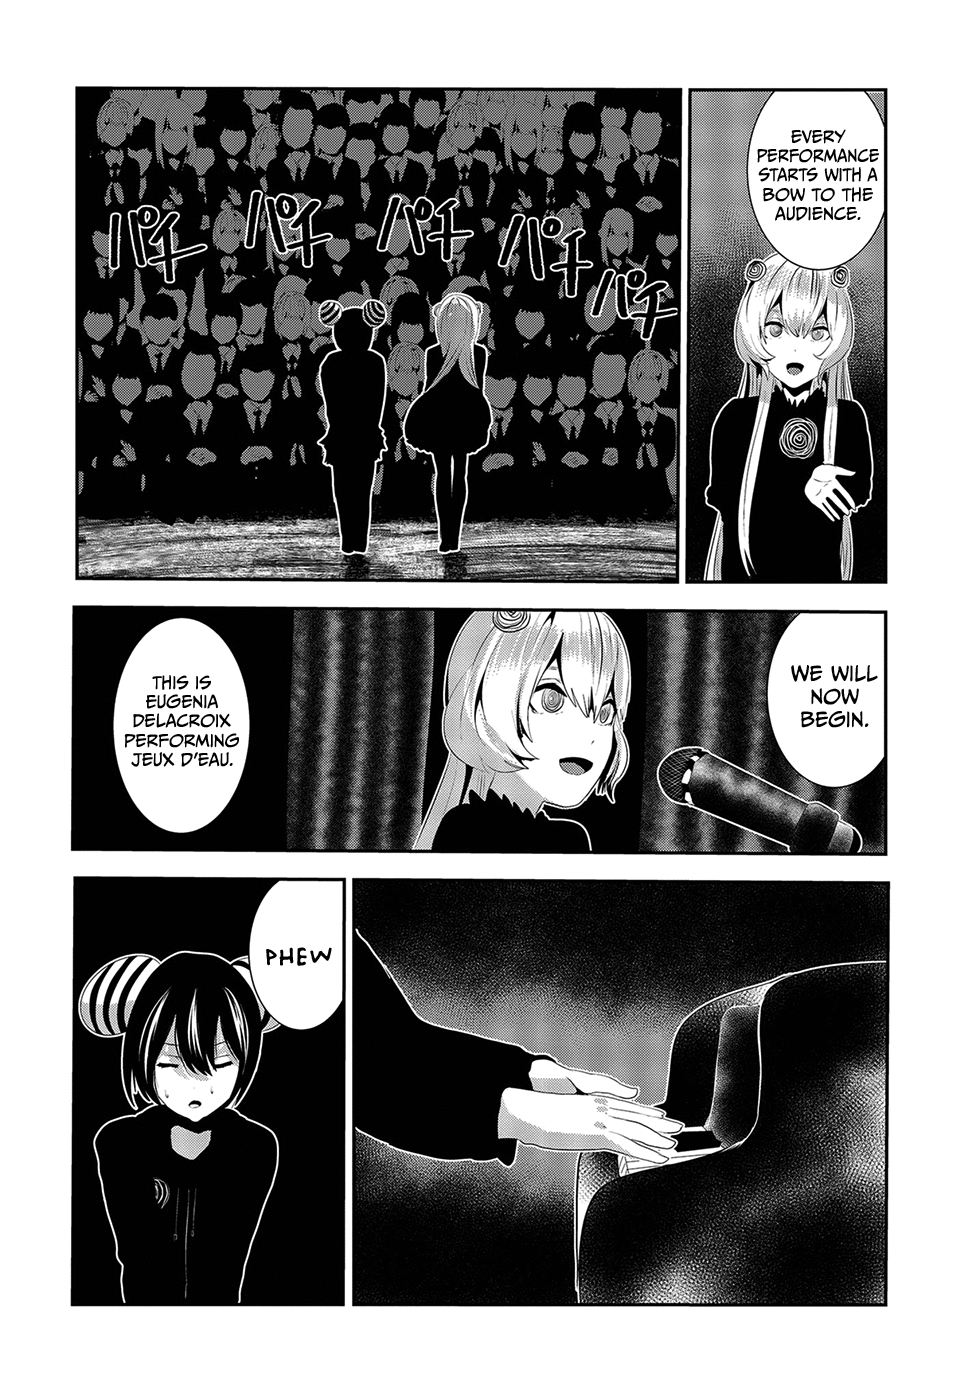 EVERY
PERFORMANCE
STARTS WITH A
BOW TO THE
AUDIENCE.
パチ
パチ
パチ
パチ
パチ
WE WILL
NOW
BEGIN.
THIS IS
EUGENIA
DELACROIX
PERFORMING
JEUX D'EAU.
PHEW